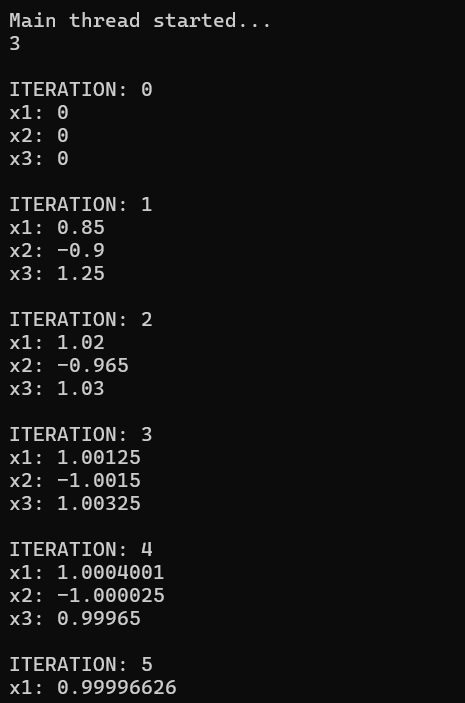 Main thread started...
3
ITERATION: 0
x1: 0
x2: 0
x3: 0
ITERATION: 1
x1: 0.85
x2: -0.9
x3: 1.25
ITERATION: 2
x1: 1.02
x2: -0.965
x3: 1.03
ITERATION: 3
x1: 1.00125
x2: -1.0015
x3: 1.00325
ITERATION: 4
x1: 1.0004001
x2: -1.000025
x3: 0.99965
ITERATION: 5
x1: 0.99996626